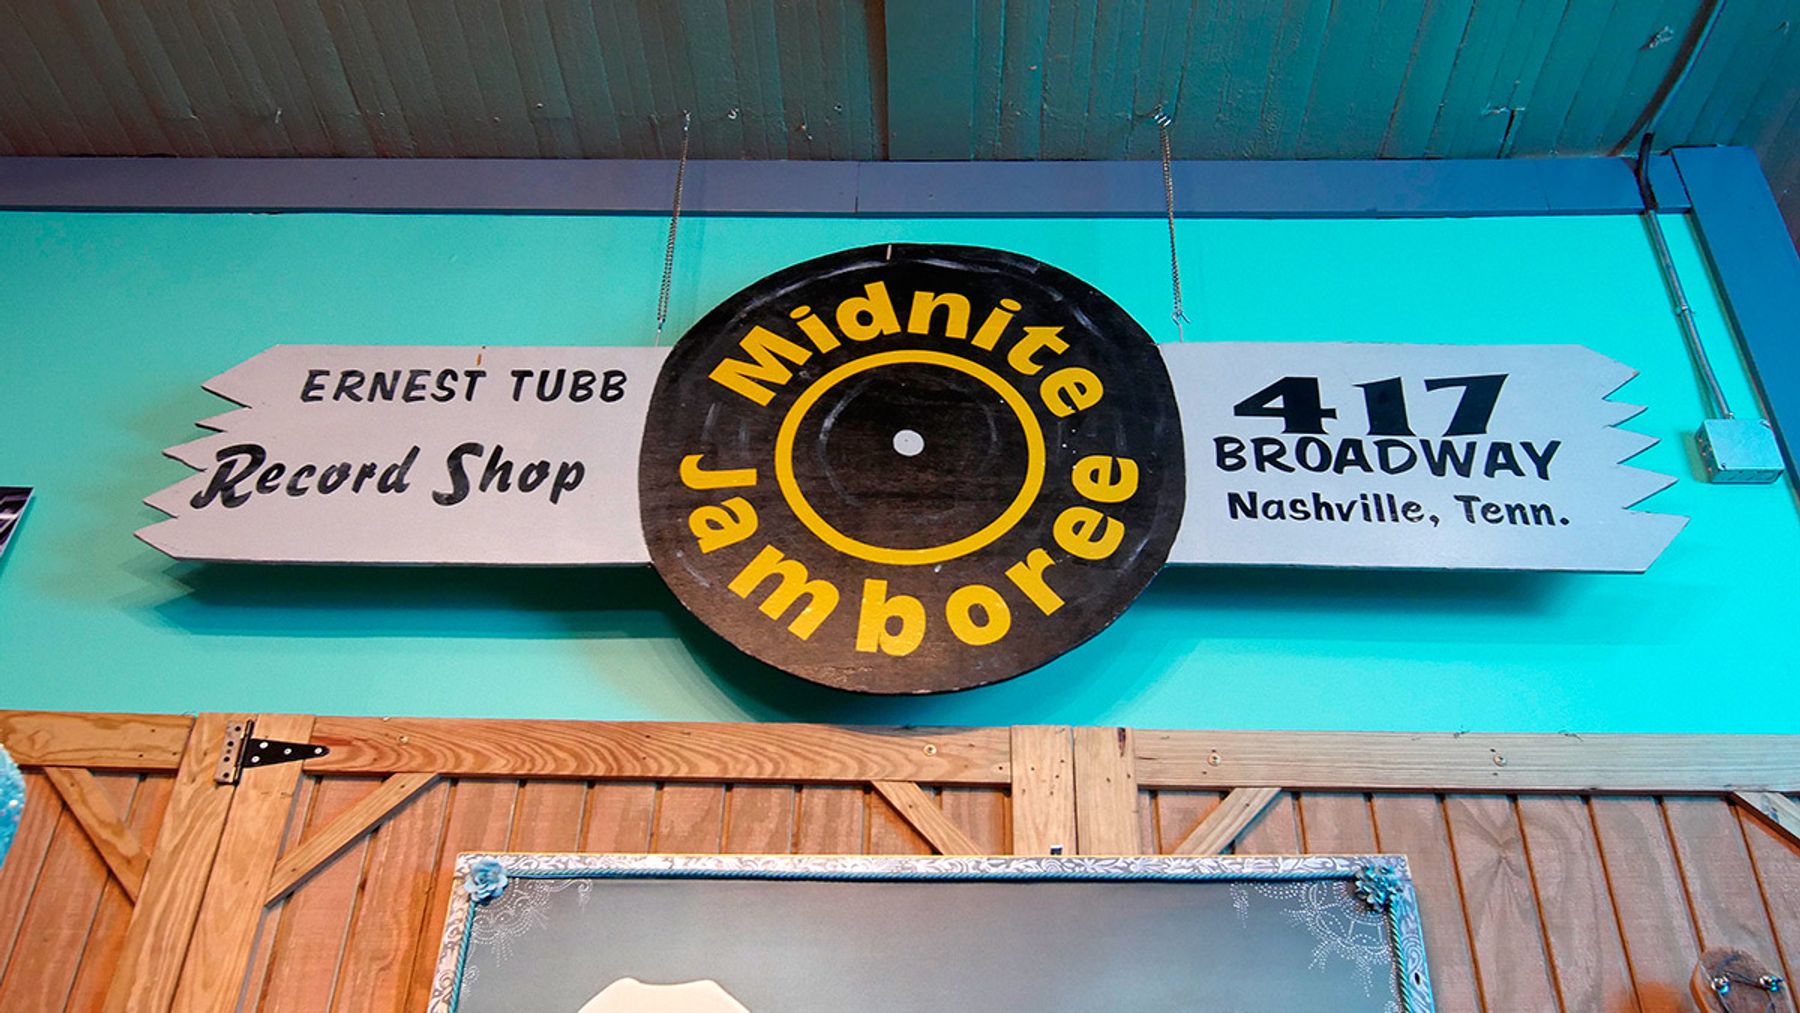 ERNEST TUBB
Record Shop
Midnite
Jamboree
417
BROADWAY
Nashville, Tenn.